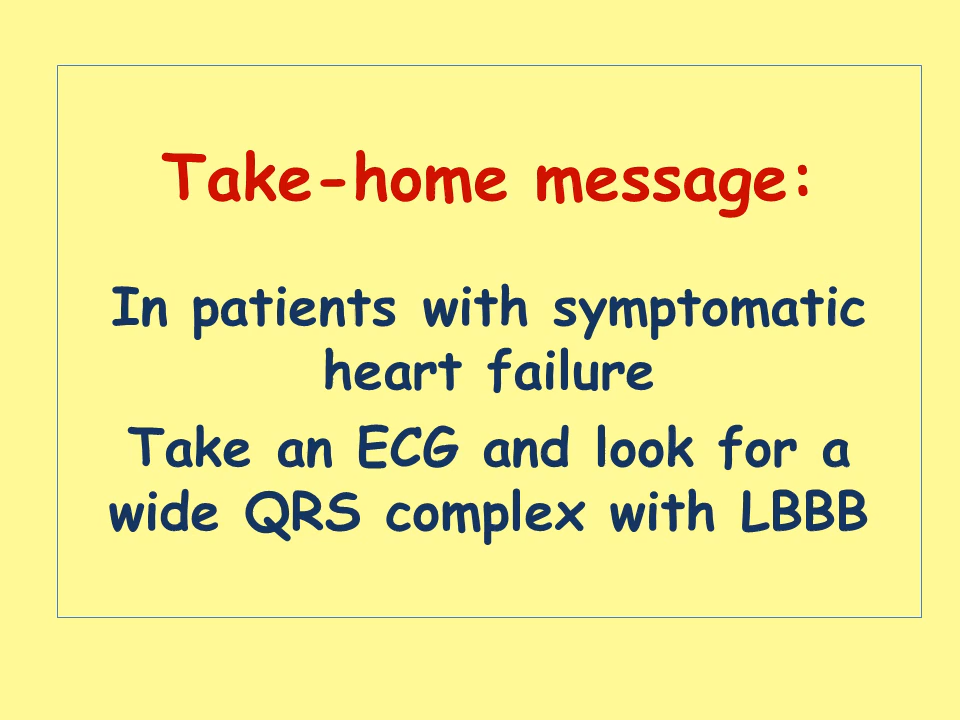 Take-home message:
In patients with symptomatic
heart failure
Take an ECG and look for a
wide QRS complex with LBBB